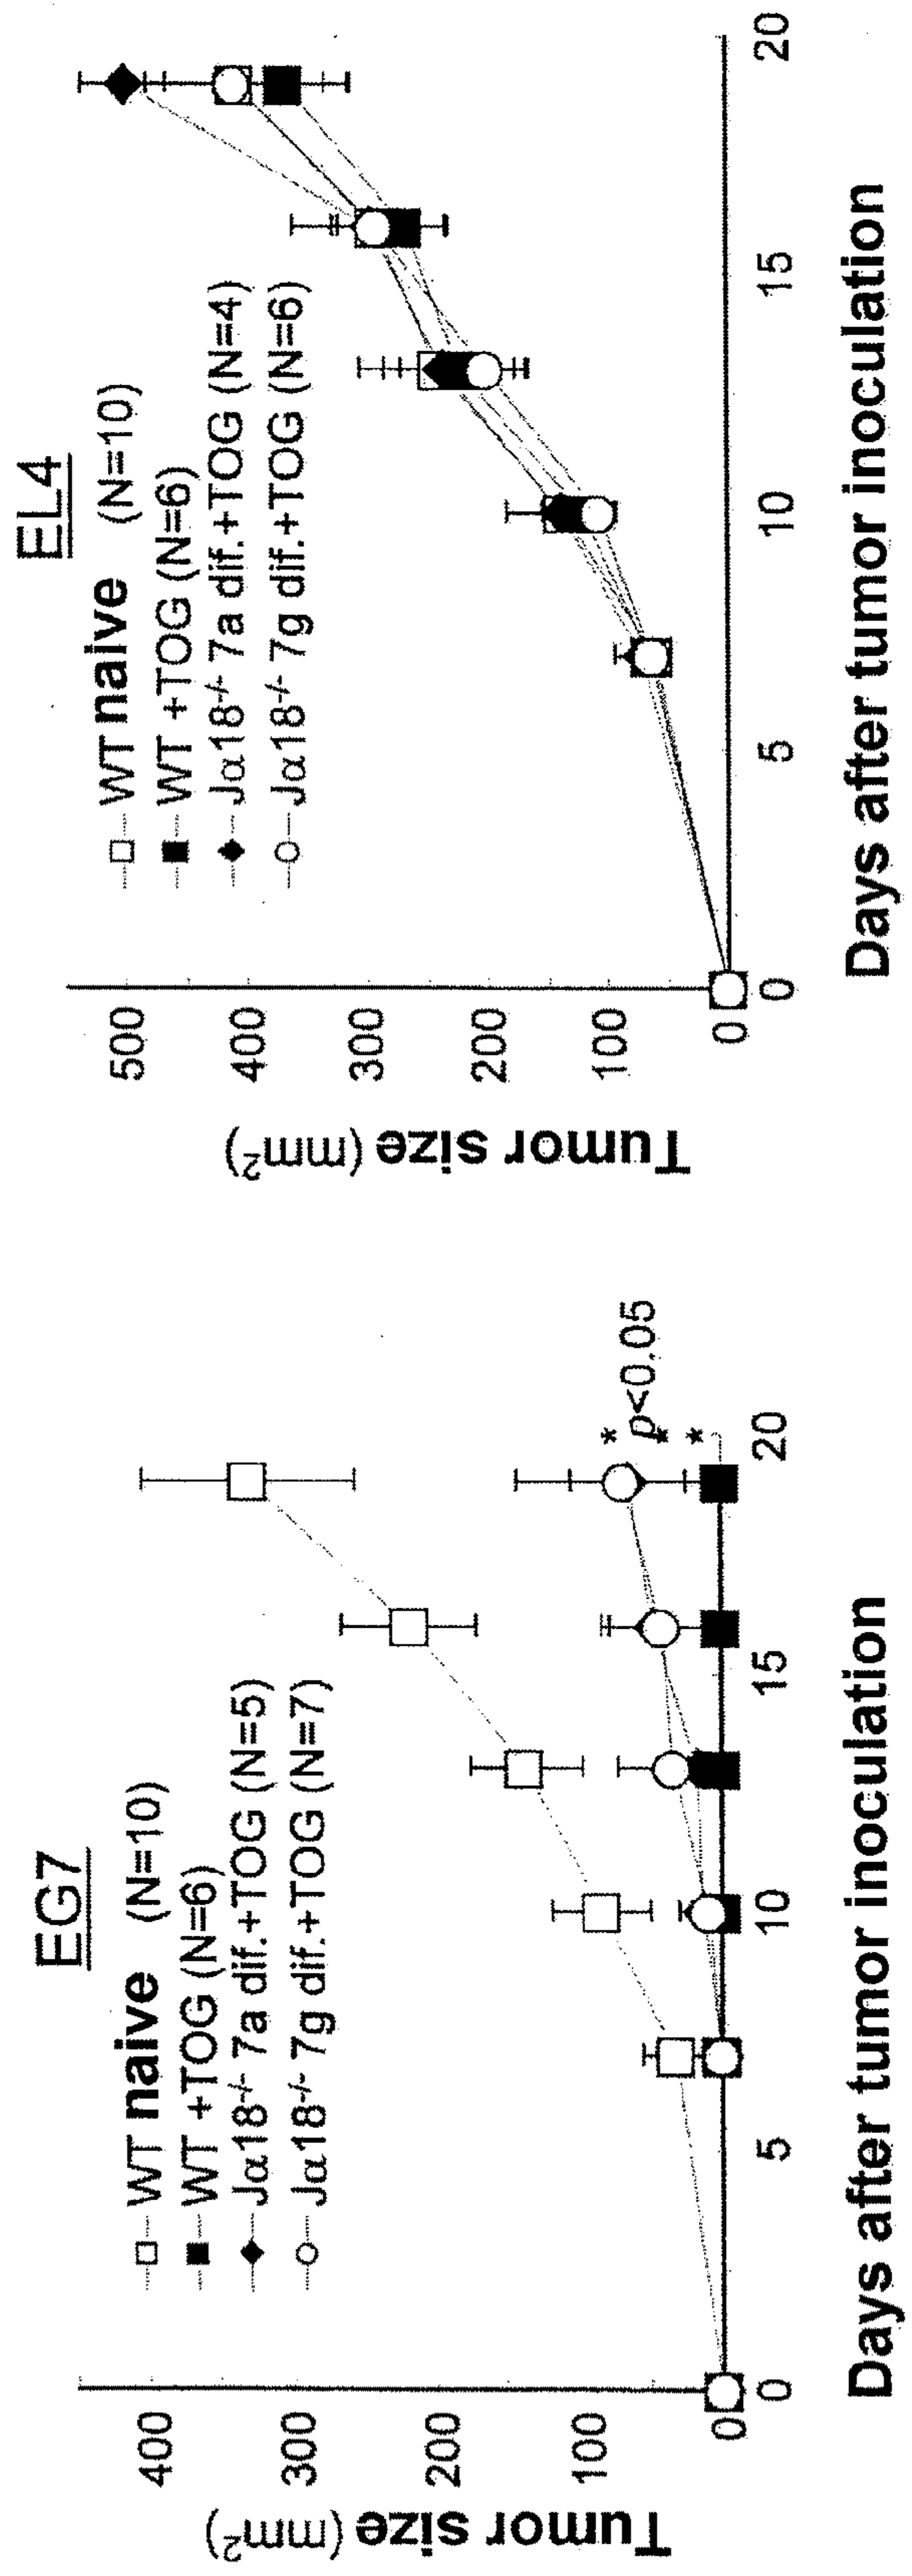 EG7
WT naive (N=10)
WT +TOG (N=6)
Jα18-/- 7a dif.+TOG (N=5)
Jα18-/- 7g dif.+TOG (N=7)
Tumor size (mm²)
400
300
200
100
0
* p<0.05
*
*
0
5
10
15
20
Days after tumor inoculation
EL4
WT naive (N=10)
WT +TOG (N=6)
Jα18-/- 7a dif.+TOG (N=4)
Jα18-/- 7g dif.+TOG (N=6)
Tumor size (mm²)
500
400
300
200
100
0
0
5
10
15
20
Days after tumor inoculation